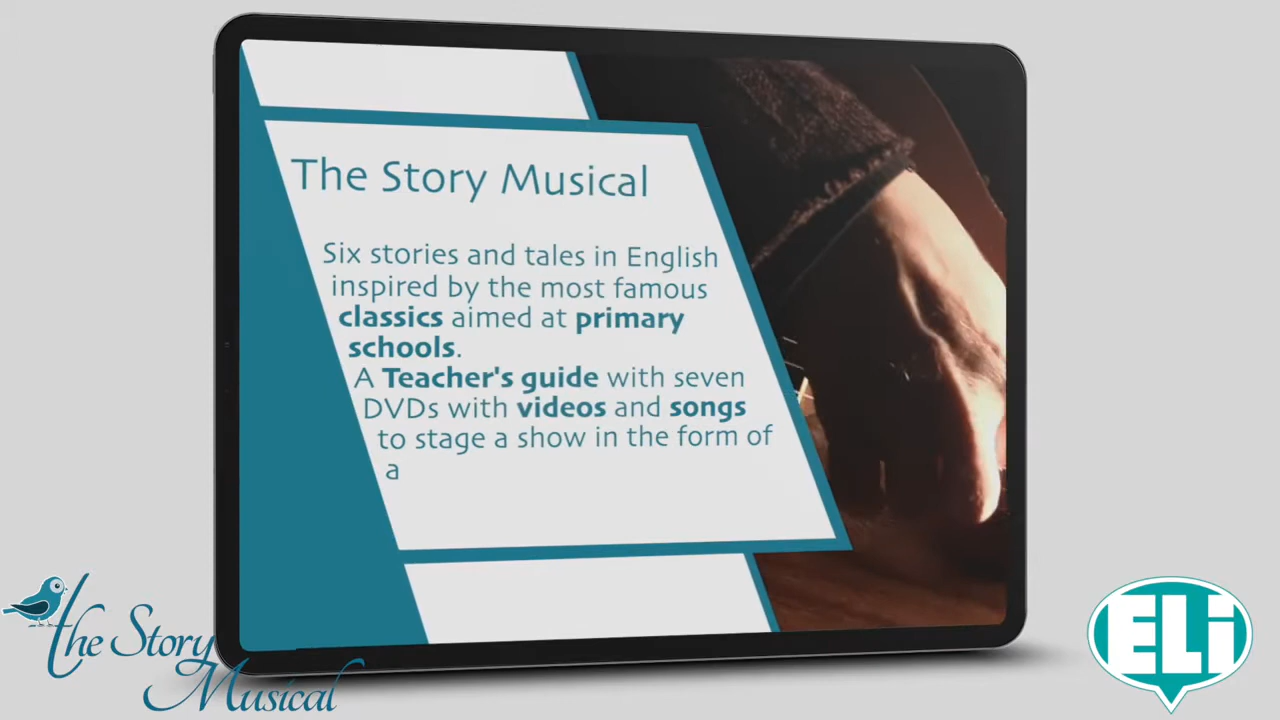 The Story Musical
Six stories and tales in English
inspired by the most famous
classics aimed at primary
schools.
A Teacher's guide with seven
DVDs with videos and songs
to stage a show in the form of
a
the Story
Musical
ELi